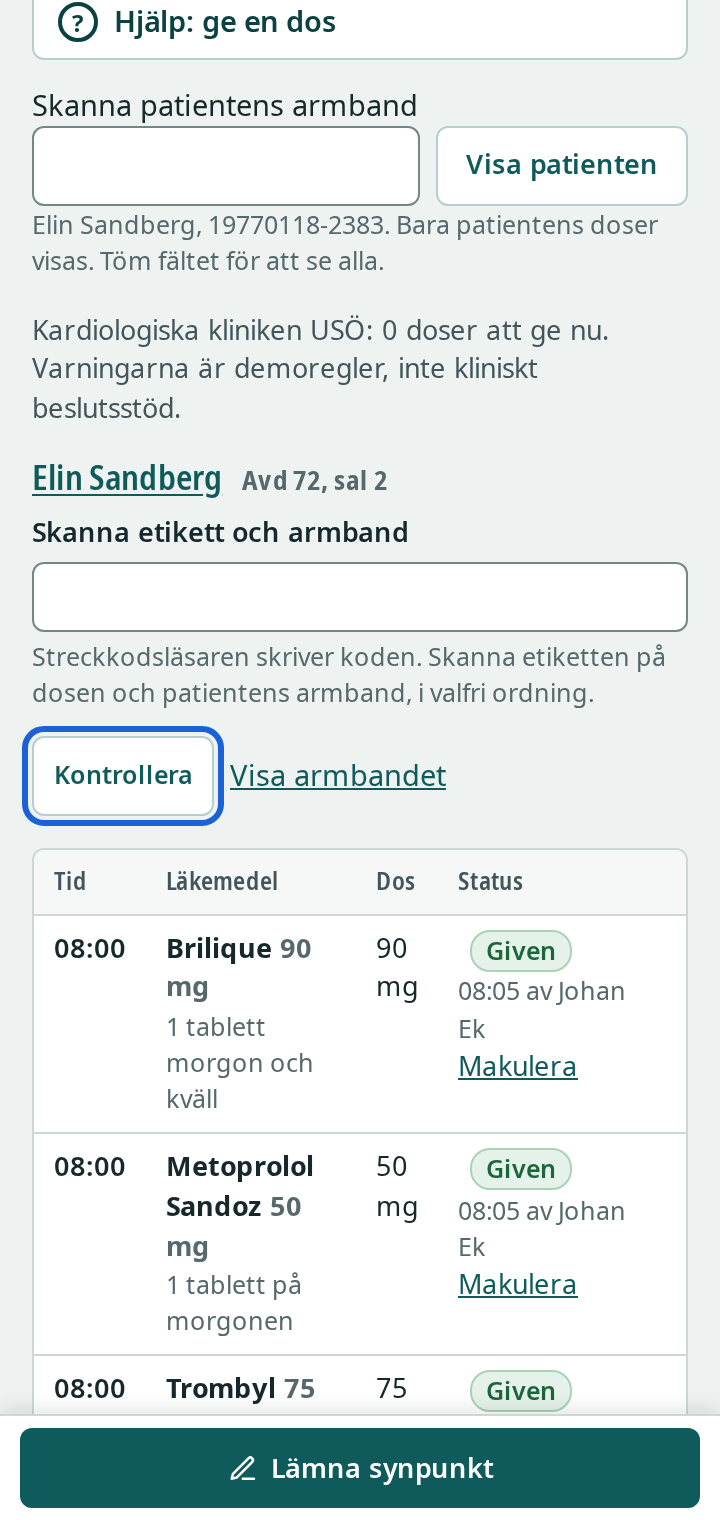 ? Hjälp: ge en dos
Skanna patientens armband
Visa patienten
Elin Sandberg, 19770118-2383. Bara patientens doser
visas. Töm fältet för att se alla.
Kardiologiska kliniken USÖ: 0 doser att ge nu.
Varningarna är demoregler, inte kliniskt
beslutsstöd.
Elin Sandberg Avd 72, sal 2
Skanna etikett och armband
Streckkodsläsaren skriver koden. Skanna etiketten på
dosen och patientens armband, i valfri ordning.
Kontrollera Visa armbandet
Tid Läkemedel Dos Status
08:00 Brilique 90 mg 90 mg Given
1 tablett morgon och kväll
08:05 av Johan Ek
Makulera
08:00 Metoprolol Sandoz 50 mg 50 mg Given
1 tablett på morgonen
08:05 av Johan Ek
Makulera
08:00 Trombyl 75 75 Given
Lämna synpunkt